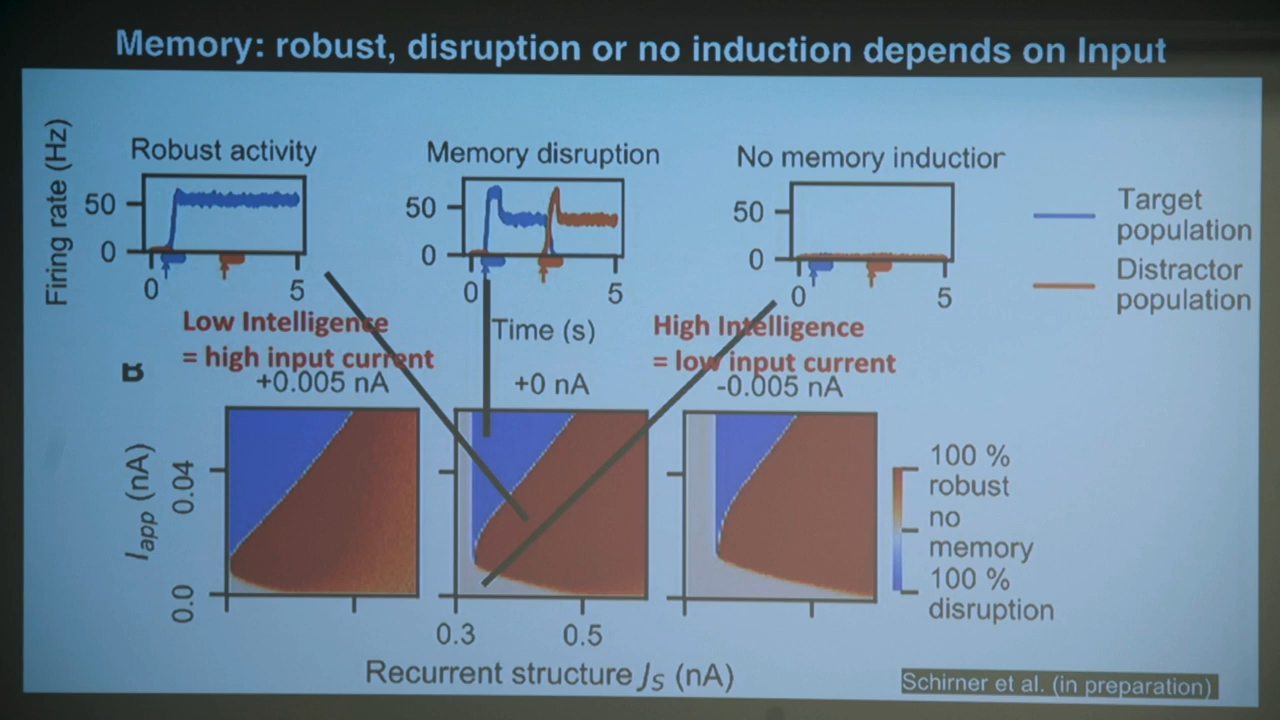 Memory: robust, disruption or no induction depends on Input
Robust activity
Memory disruption
No memory induction
Firing rate (Hz)
50
0
0
5
50
0
0
5
50
0
0
5
Target
population
Distractor
population
Time (s)
Low Intelligence
= high input current
High Intelligence
= low input current
B
+0.005 nA
+0 nA
-0.005 nA
Iapp (nA)
0.04
0.0
0.3
0.5
100 %
robust
no
memory
100 %
disruption
Recurrent structure JS (nA)
Schirner et al. (in preparation)